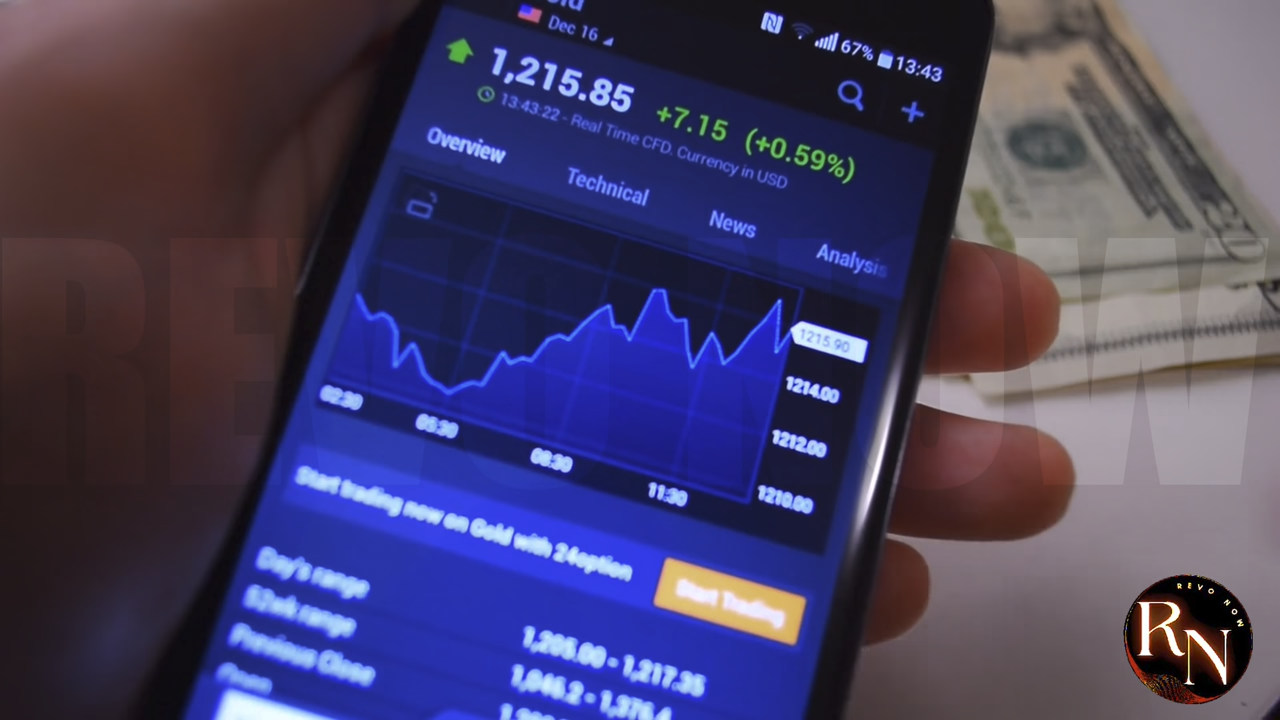 Dec 16
67%
13:43
1,215.85 +7.15 (+0.59%)
13:43:22 - Real Time CFD. Currency in USD
Overview Technical News Analysis
1215.90
1214.00
1212.00
1210.00
02:30 05:30 08:30 11:30
Start trading now on Gold with 24option
Start Trading
Day's range 1,205.00 - 1,217.35
52wk range 1,046.2 - 1,376.4
Previous Close
REVO NOW
REVO NOW
RN